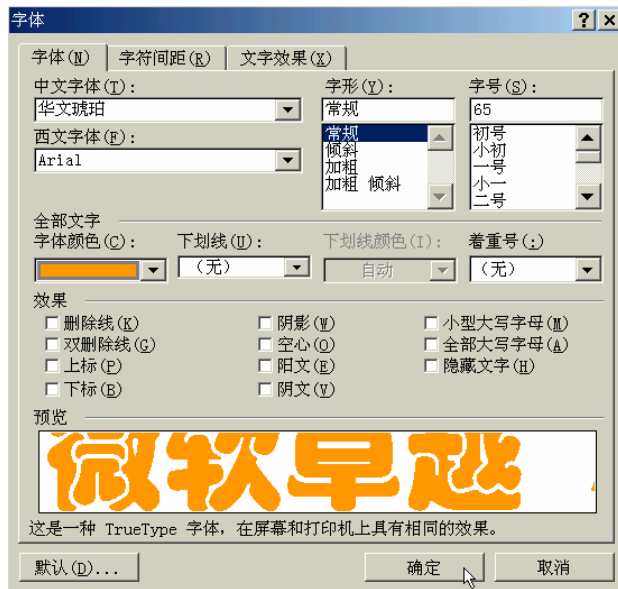 字体
字体(N) 字符间距(R) 文字效果(X)
中文字体(T): 字形(Y): 字号(S):
华文琥珀 常规 65
西文字体(F): 常规 初号
Arial 倾斜 小初
加粗 一号
加粗 倾斜 小一
二号
全部文字
字体颜色(C): 下划线(U): 下划线颜色(I): 着重号(;)
(无) 自动 (无)
效果
删除线(K) 阴影(W) 小型大写字母(M)
双删除线(G) 空心(O) 全部大写字母(A)
上标(P) 阳文(E) 隐藏文字(H)
下标(B) 阴文(V)
预览
微软卓越
这是一种 TrueType 字体，在屏幕和打印机上具有相同的效果。
默认(D)... 确定 取消